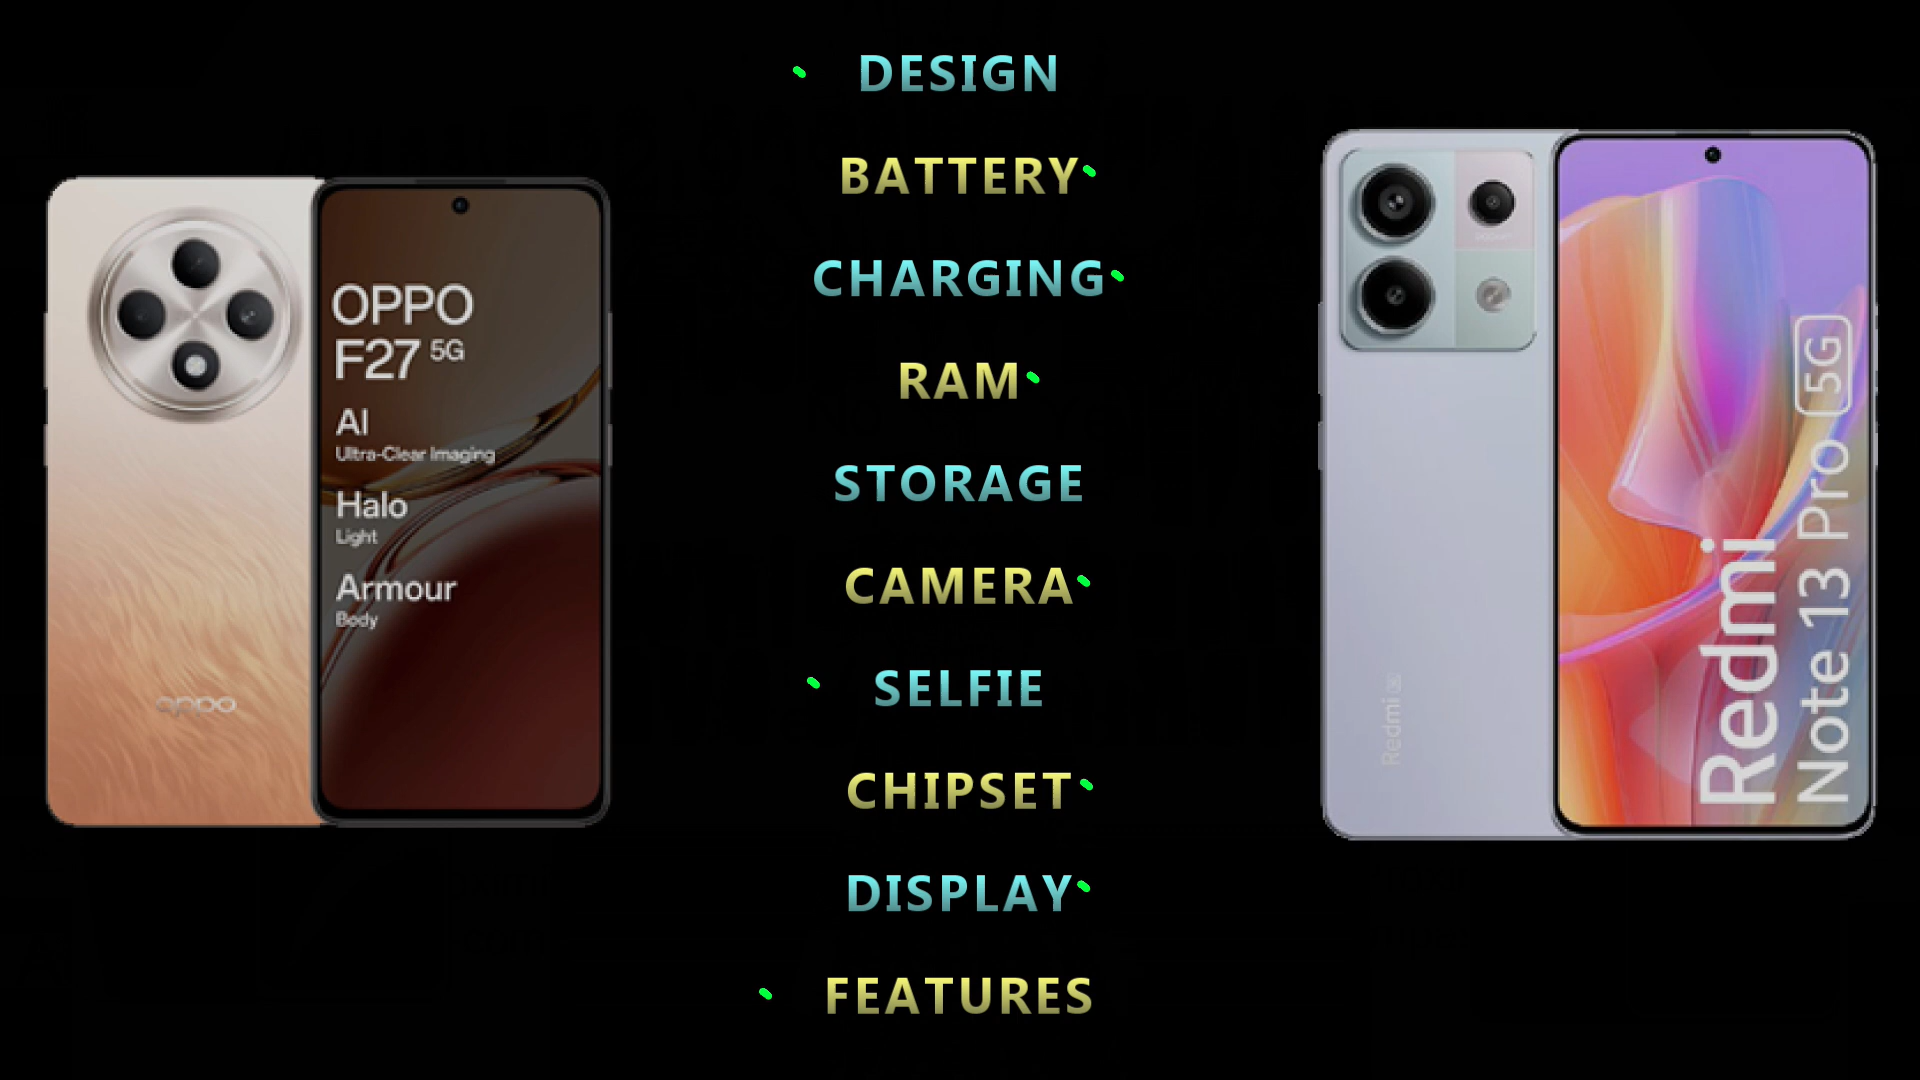 DESIGN
BATTERY
CHARGING
RAM
STORAGE
CAMERA
SELFIE
CHIPSET
DISPLAY
FEATURES
OPPO
F27 5G
AI
Ultra-Clear Imaging
Halo
Light
Armour
Body
oppo
Redmi
Redmi
Note 13 Pro 5G